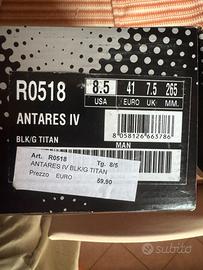 R0518
8.5 41 7.5 265
USA /EURO UK MM.
ANTARES IV
8 058126 663786
BLK/G TITAN
MAN
Art. R0518 Tg. 8/5
ANTARES IV BLK/G TITAN
Prezzo EURO
59,90
subito